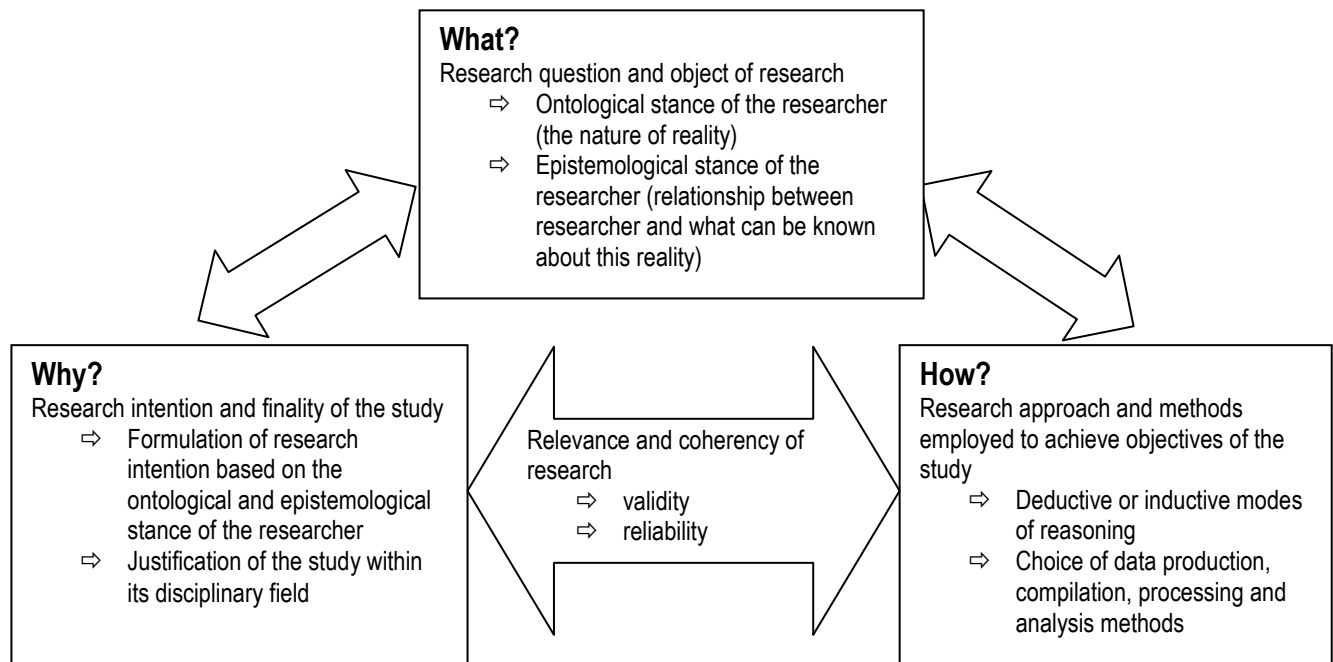 What?
Research question and object of research
⇨ Ontological stance of the researcher
(the nature of reality)
⇨ Epistemological stance of the
researcher (relationship between
researcher and what can be known
about this reality)
Why?
Research intention and finality of the study
⇨ Formulation of research
intention based on the
ontological and epistemological
stance of the researcher
⇨ Justification of the study within
its disciplinary field
Relevance and coherency of
research
⇨ validity
⇨ reliability
How?
Research approach and methods
employed to achieve objectives of the
study
⇨ Deductive or inductive modes
of reasoning
⇨ Choice of data production,
compilation, processing and
analysis methods